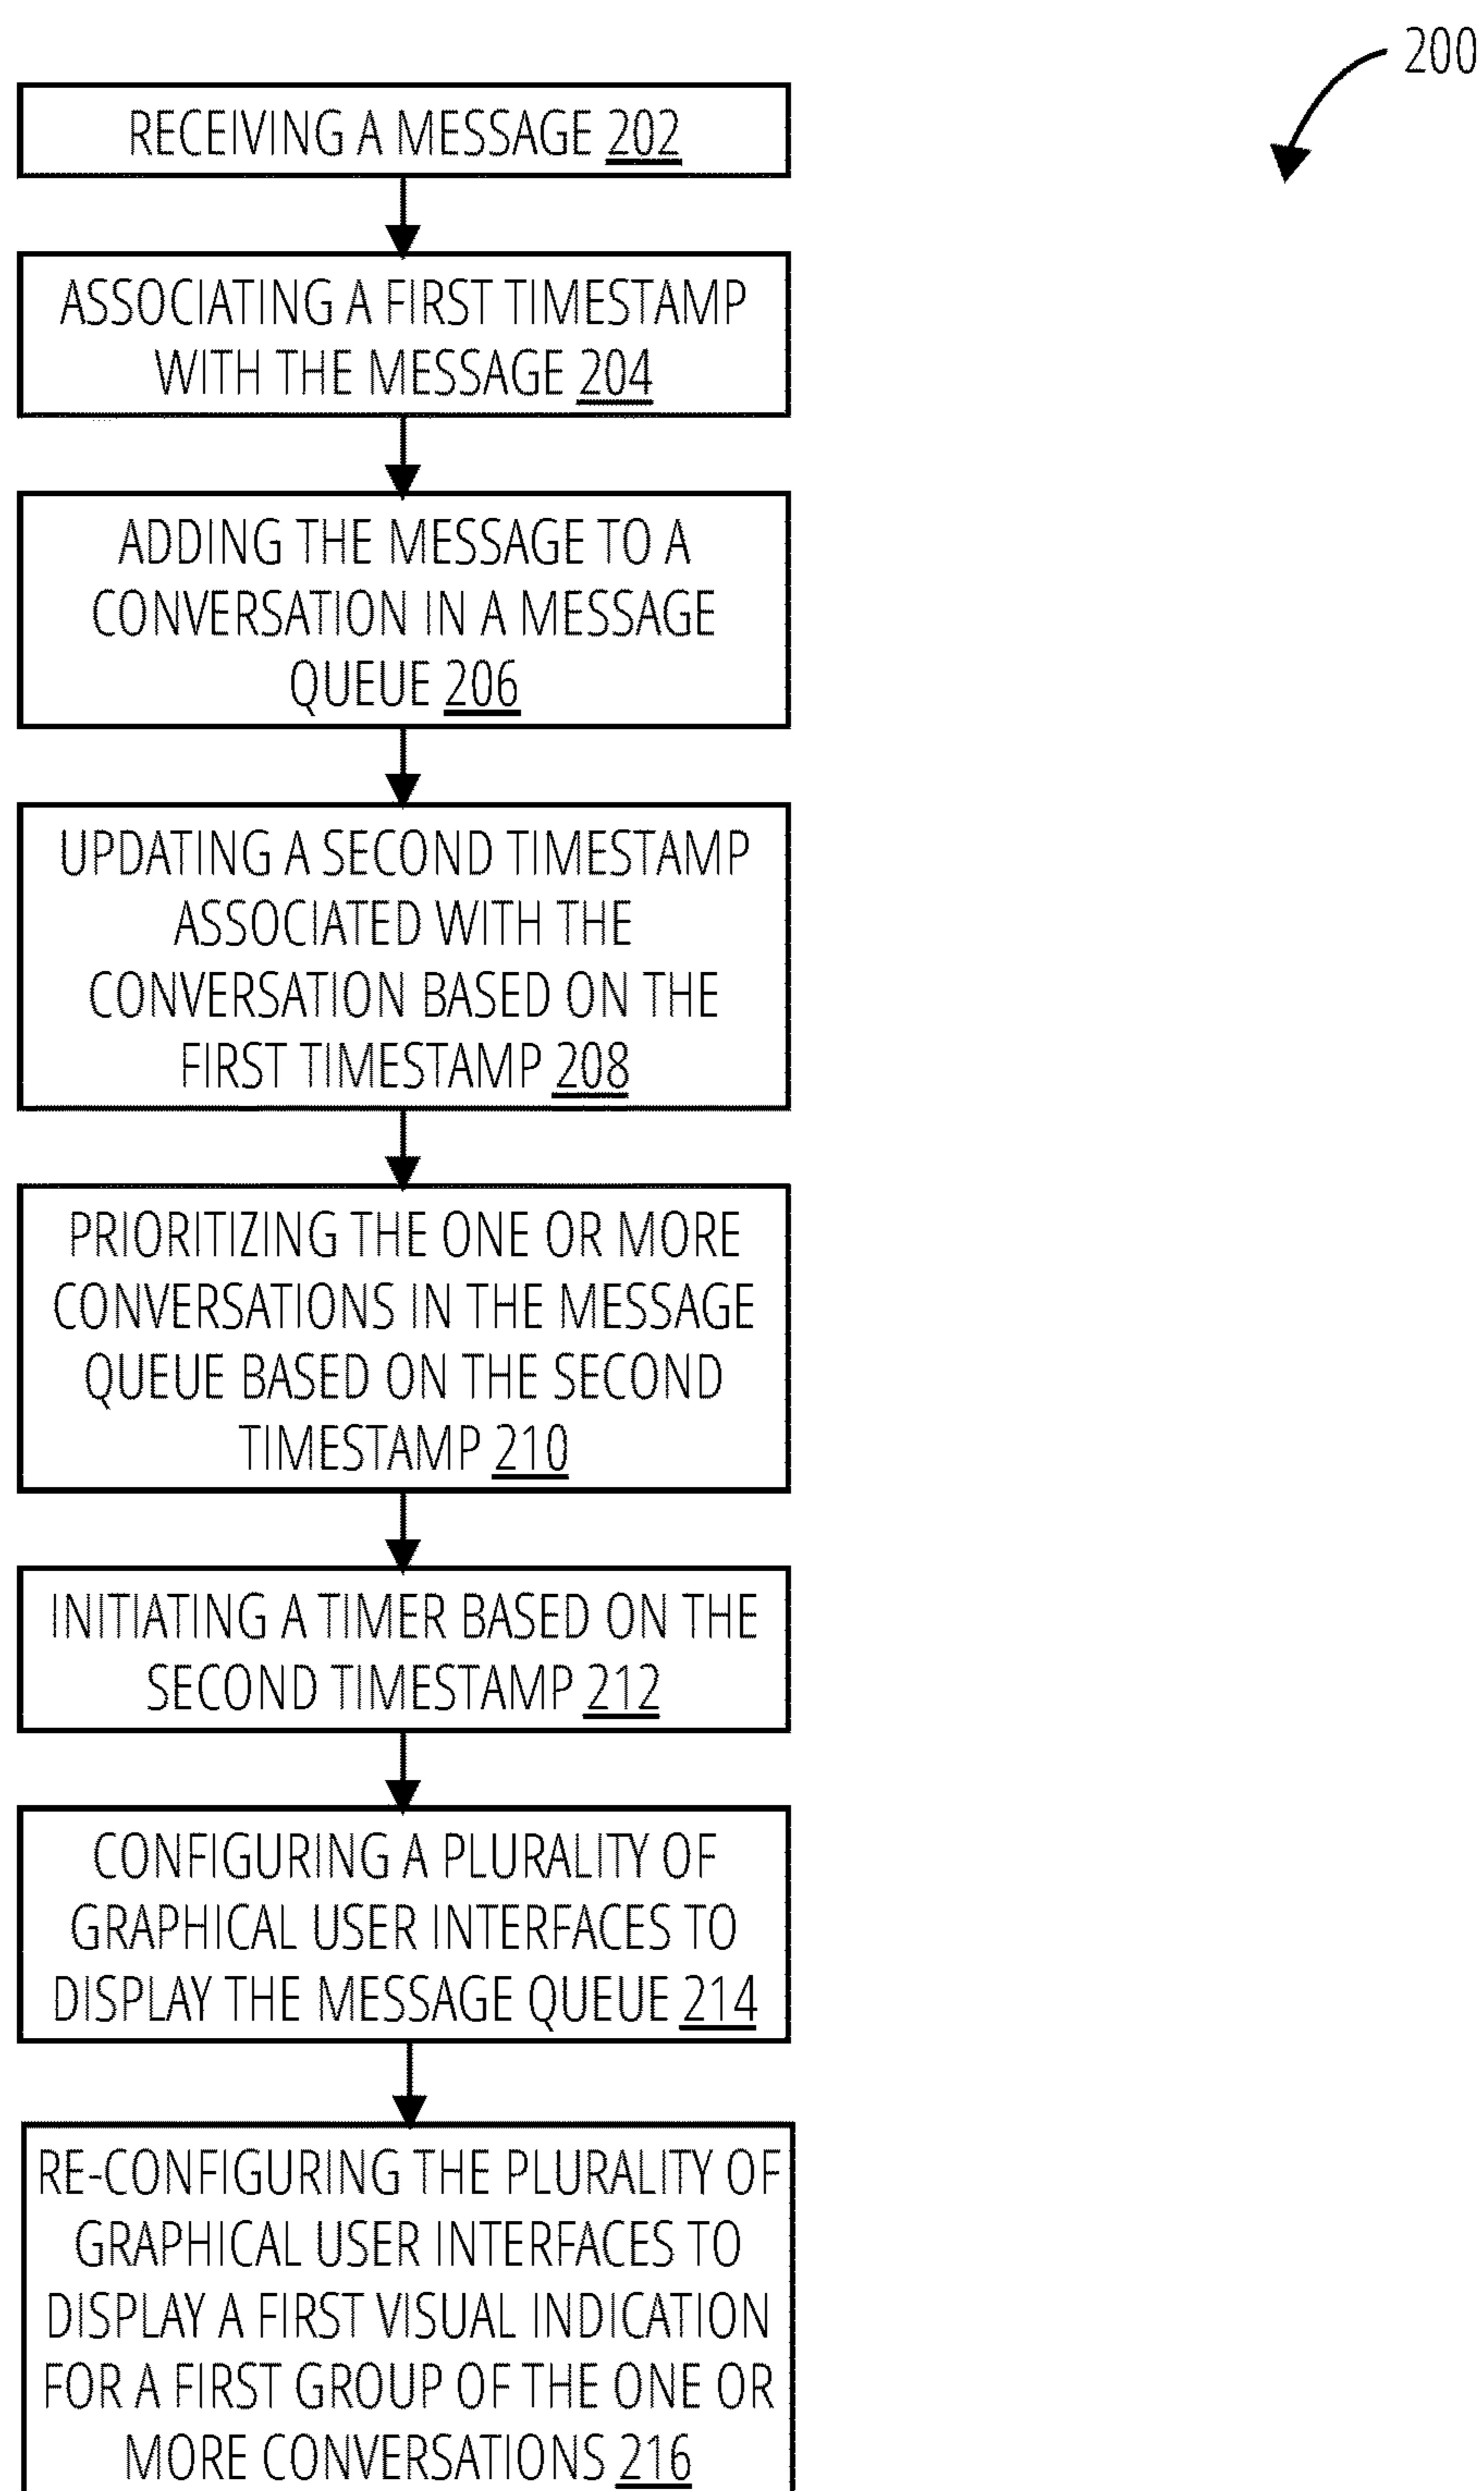 200
RECEIVING A MESSAGE 202
ASSOCIATING A FIRST TIMESTAMP
WITH THE MESSAGE 204
ADDING THE MESSAGE TO A
CONVERSATION IN A MESSAGE
QUEUE 206
UPDATING A SECOND TIMESTAMP
ASSOCIATED WITH THE
CONVERSATION BASED ON THE
FIRST TIMESTAMP 208
PRIORITIZING THE ONE OR MORE
CONVERSATIONS IN THE MESSAGE
QUEUE BASED ON THE SECOND
TIMESTAMP 210
INITIATING A TIMER BASED ON THE
SECOND TIMESTAMP 212
CONFIGURING A PLURALITY OF
GRAPHICAL USER INTERFACES TO
DISPLAY THE MESSAGE QUEUE 214
RE-CONFIGURING THE PLURALITY OF
GRAPHICAL USER INTERFACES TO
DISPLAY A FIRST VISUAL INDICATION
FOR A FIRST GROUP OF THE ONE OR
MORE CONVERSATIONS 216